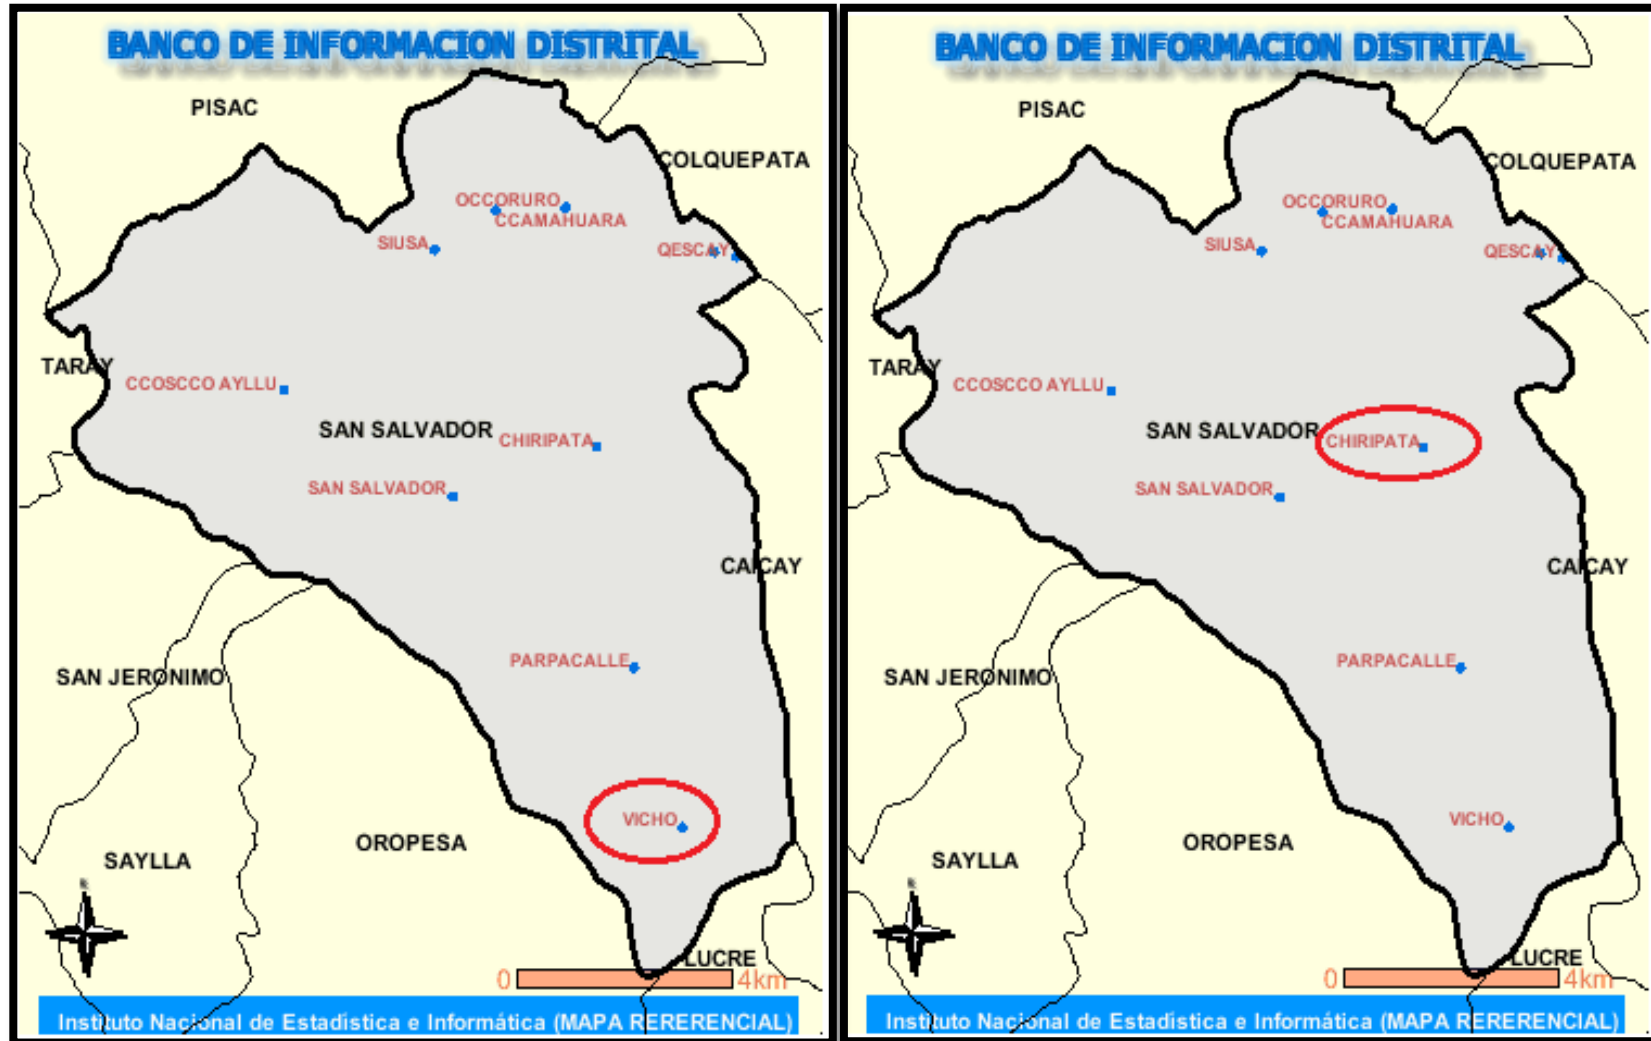 BANCO DE INFORMACION DISTRITAL
PISAC
COLQUEPATA
OCCORURO
CCAMAHUARA
SIUSA
QESCAY
TARAY
CCOSCCO AYLLU
SAN SALVADOR
CHIRIPATA
SAN SALVADOR
CAICAY
PARPACALLE
SAN JERONIMO
VICHO
OROPESA
SAYLLA
LUCRE
0 4km
Instituto Nacional de Estadística e Informática (MAPA RERERENCIAL)
BANCO DE INFORMACION DISTRITAL
PISAC
COLQUEPATA
OCCORURO
CCAMAHUARA
SIUSA
QESCAY
TARAY
CCOSCCO AYLLU
SAN SALVADOR
CHIRIPATA
SAN SALVADOR
CAICAY
PARPACALLE
SAN JERONIMO
VICHO
OROPESA
SAYLLA
LUCRE
0 4km
Instituto Nacional de Estadística e Informática (MAPA RERERENCIAL)